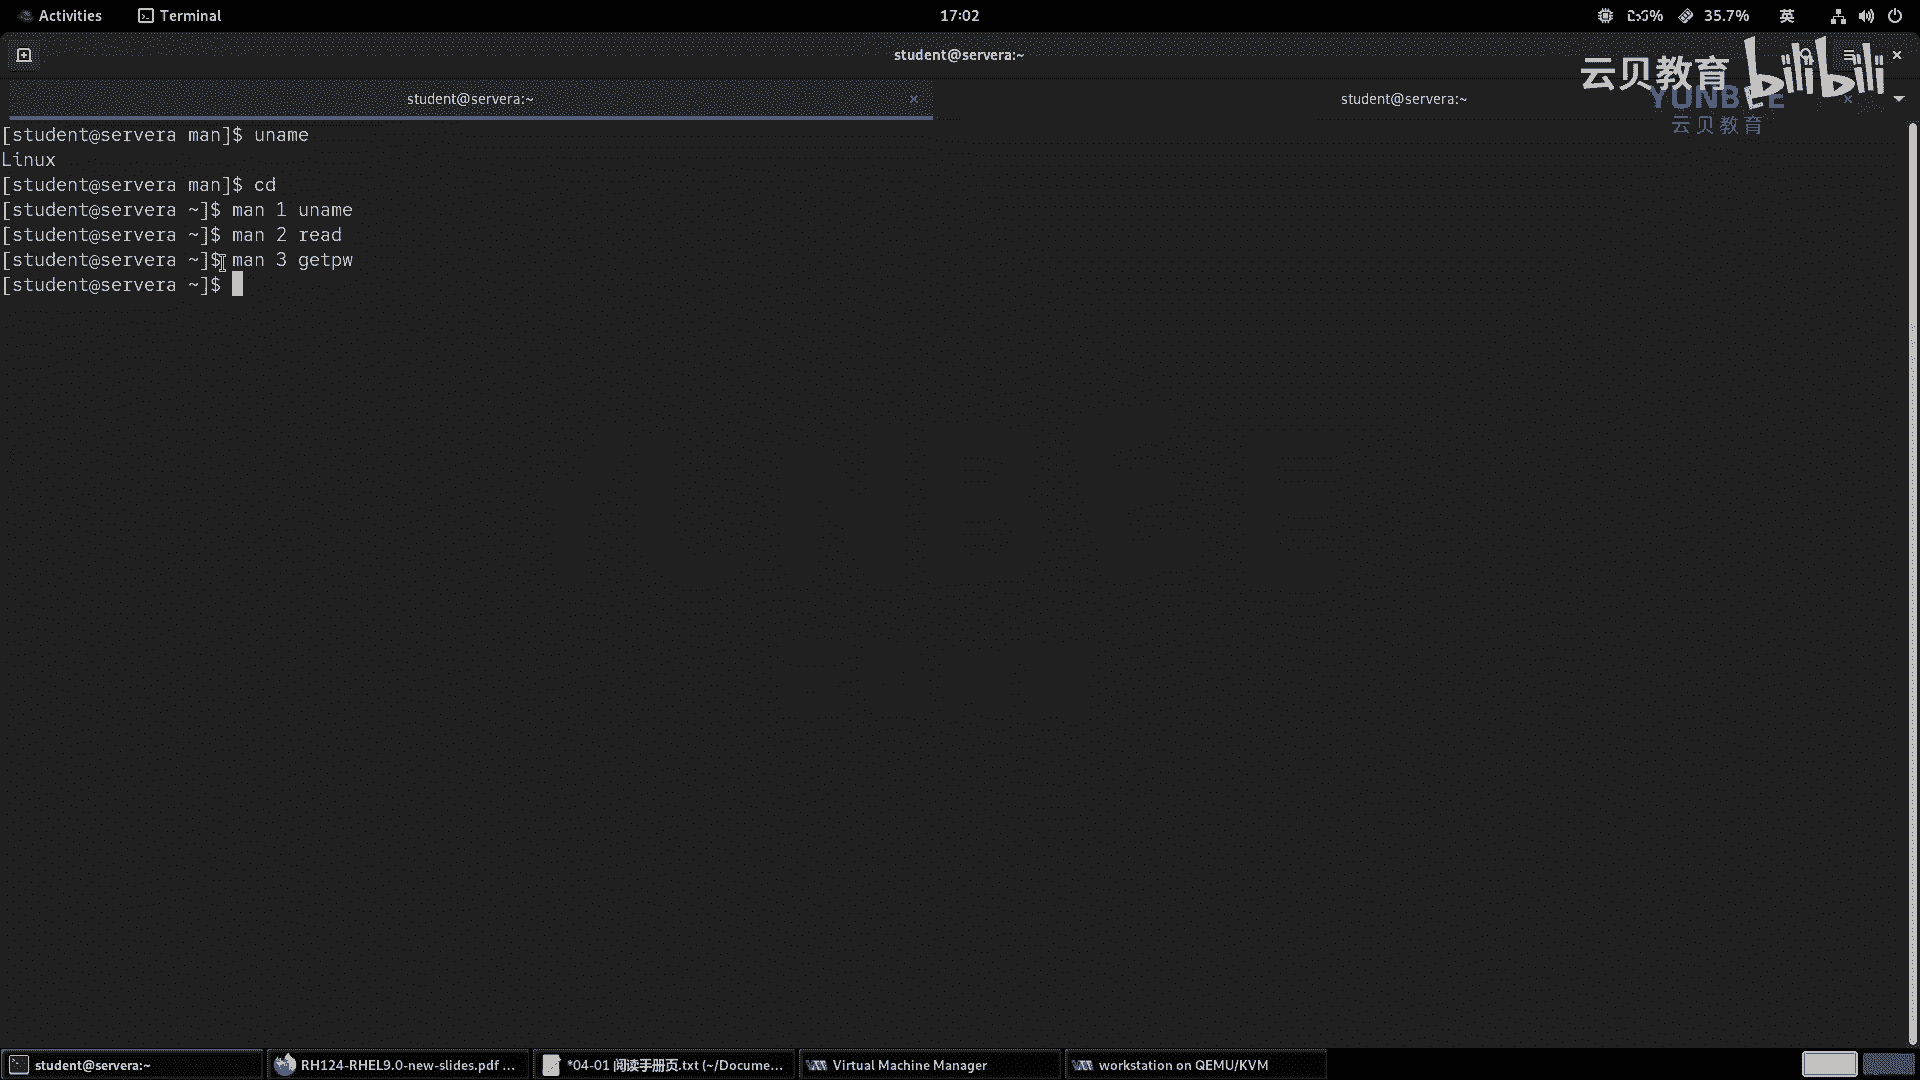 Activities
Terminal
17:02
35.7%
英
student@servera:~
云贝教育 bilibili
云贝教育
student@servera:~
student@servera:~
[student@servera man]$ uname
Linux
[student@servera man]$ cd
[student@servera ~]$ man 1 uname
[student@servera ~]$ man 2 read
[student@servera ~]$ man 3 getpw
[student@servera ~]$
student@servera:~
RH124-RHEL9.0-new-slides.pdf ...
*04-01 阅读手册页.txt (~/Docume...
Virtual Machine Manager
workstation on QEMU/KVM